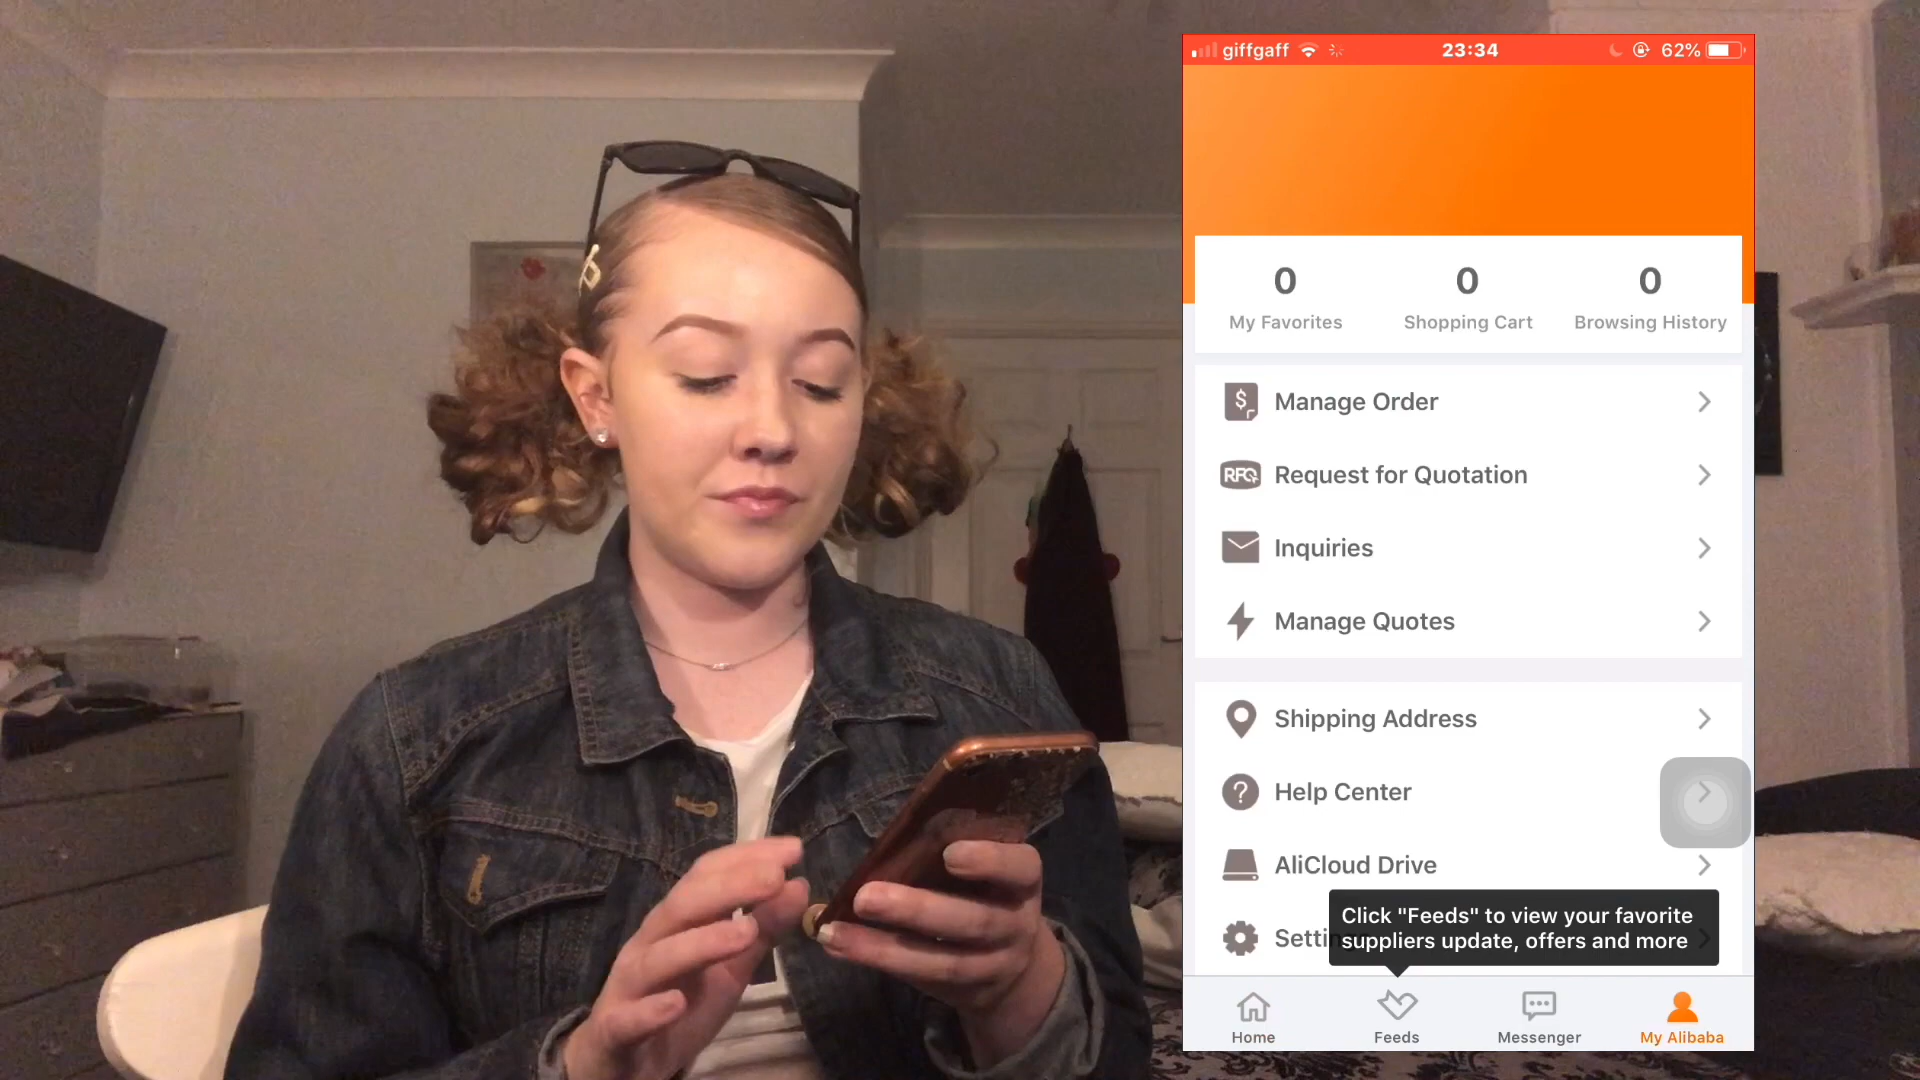 giffgaff 23:34 62%
0 0 0
My Favorites Shopping Cart Browsing History
$ Manage Order
RFQ Request for Quotation
Inquiries
Manage Quotes
Shipping Address
? Help Center
AliCloud Drive
Click "Feeds" to view your favorite
suppliers update, offers and more
Home Feeds Messenger My Alibaba